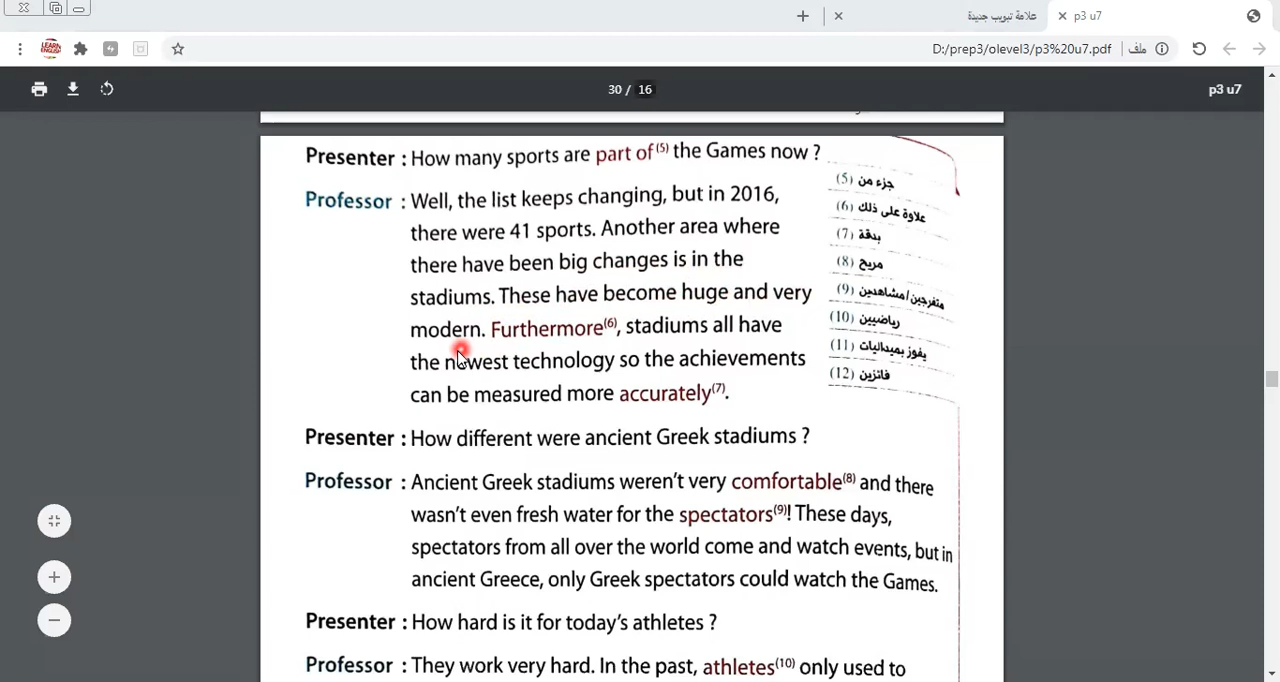 علامة تبويب جديدة
p3 u7
D:/prep3/olevel3/p3%20u7.pdf
ملف
30 / 16
p3 u7
Presenter : How many sports are part of (5) the Games now ?
Professor : Well, the list keeps changing, but in 2016,
there were 41 sports. Another area where
there have been big changes is in the
stadiums. These have become huge and very
modern. Furthermore(6), stadiums all have
the newest technology so the achievements
can be measured more accurately(7).
Presenter : How different were ancient Greek stadiums ?
Professor : Ancient Greek stadiums weren't very comfortable(8) and there
wasn't even fresh water for the spectators(9)! These days,
spectators from all over the world come and watch events, but in
ancient Greece, only Greek spectators could watch the Games.
Presenter : How hard is it for today's athletes ?
Professor : They work very hard. In the past, athletes(10) only used to
(5) جزء من
(6) علاوة على ذلك
(7) بدقة
(8) مريح
(9) متفرجين/مشاهدين
(10) رياضيين
(11) يفوز بميداليات
(12) فائزين